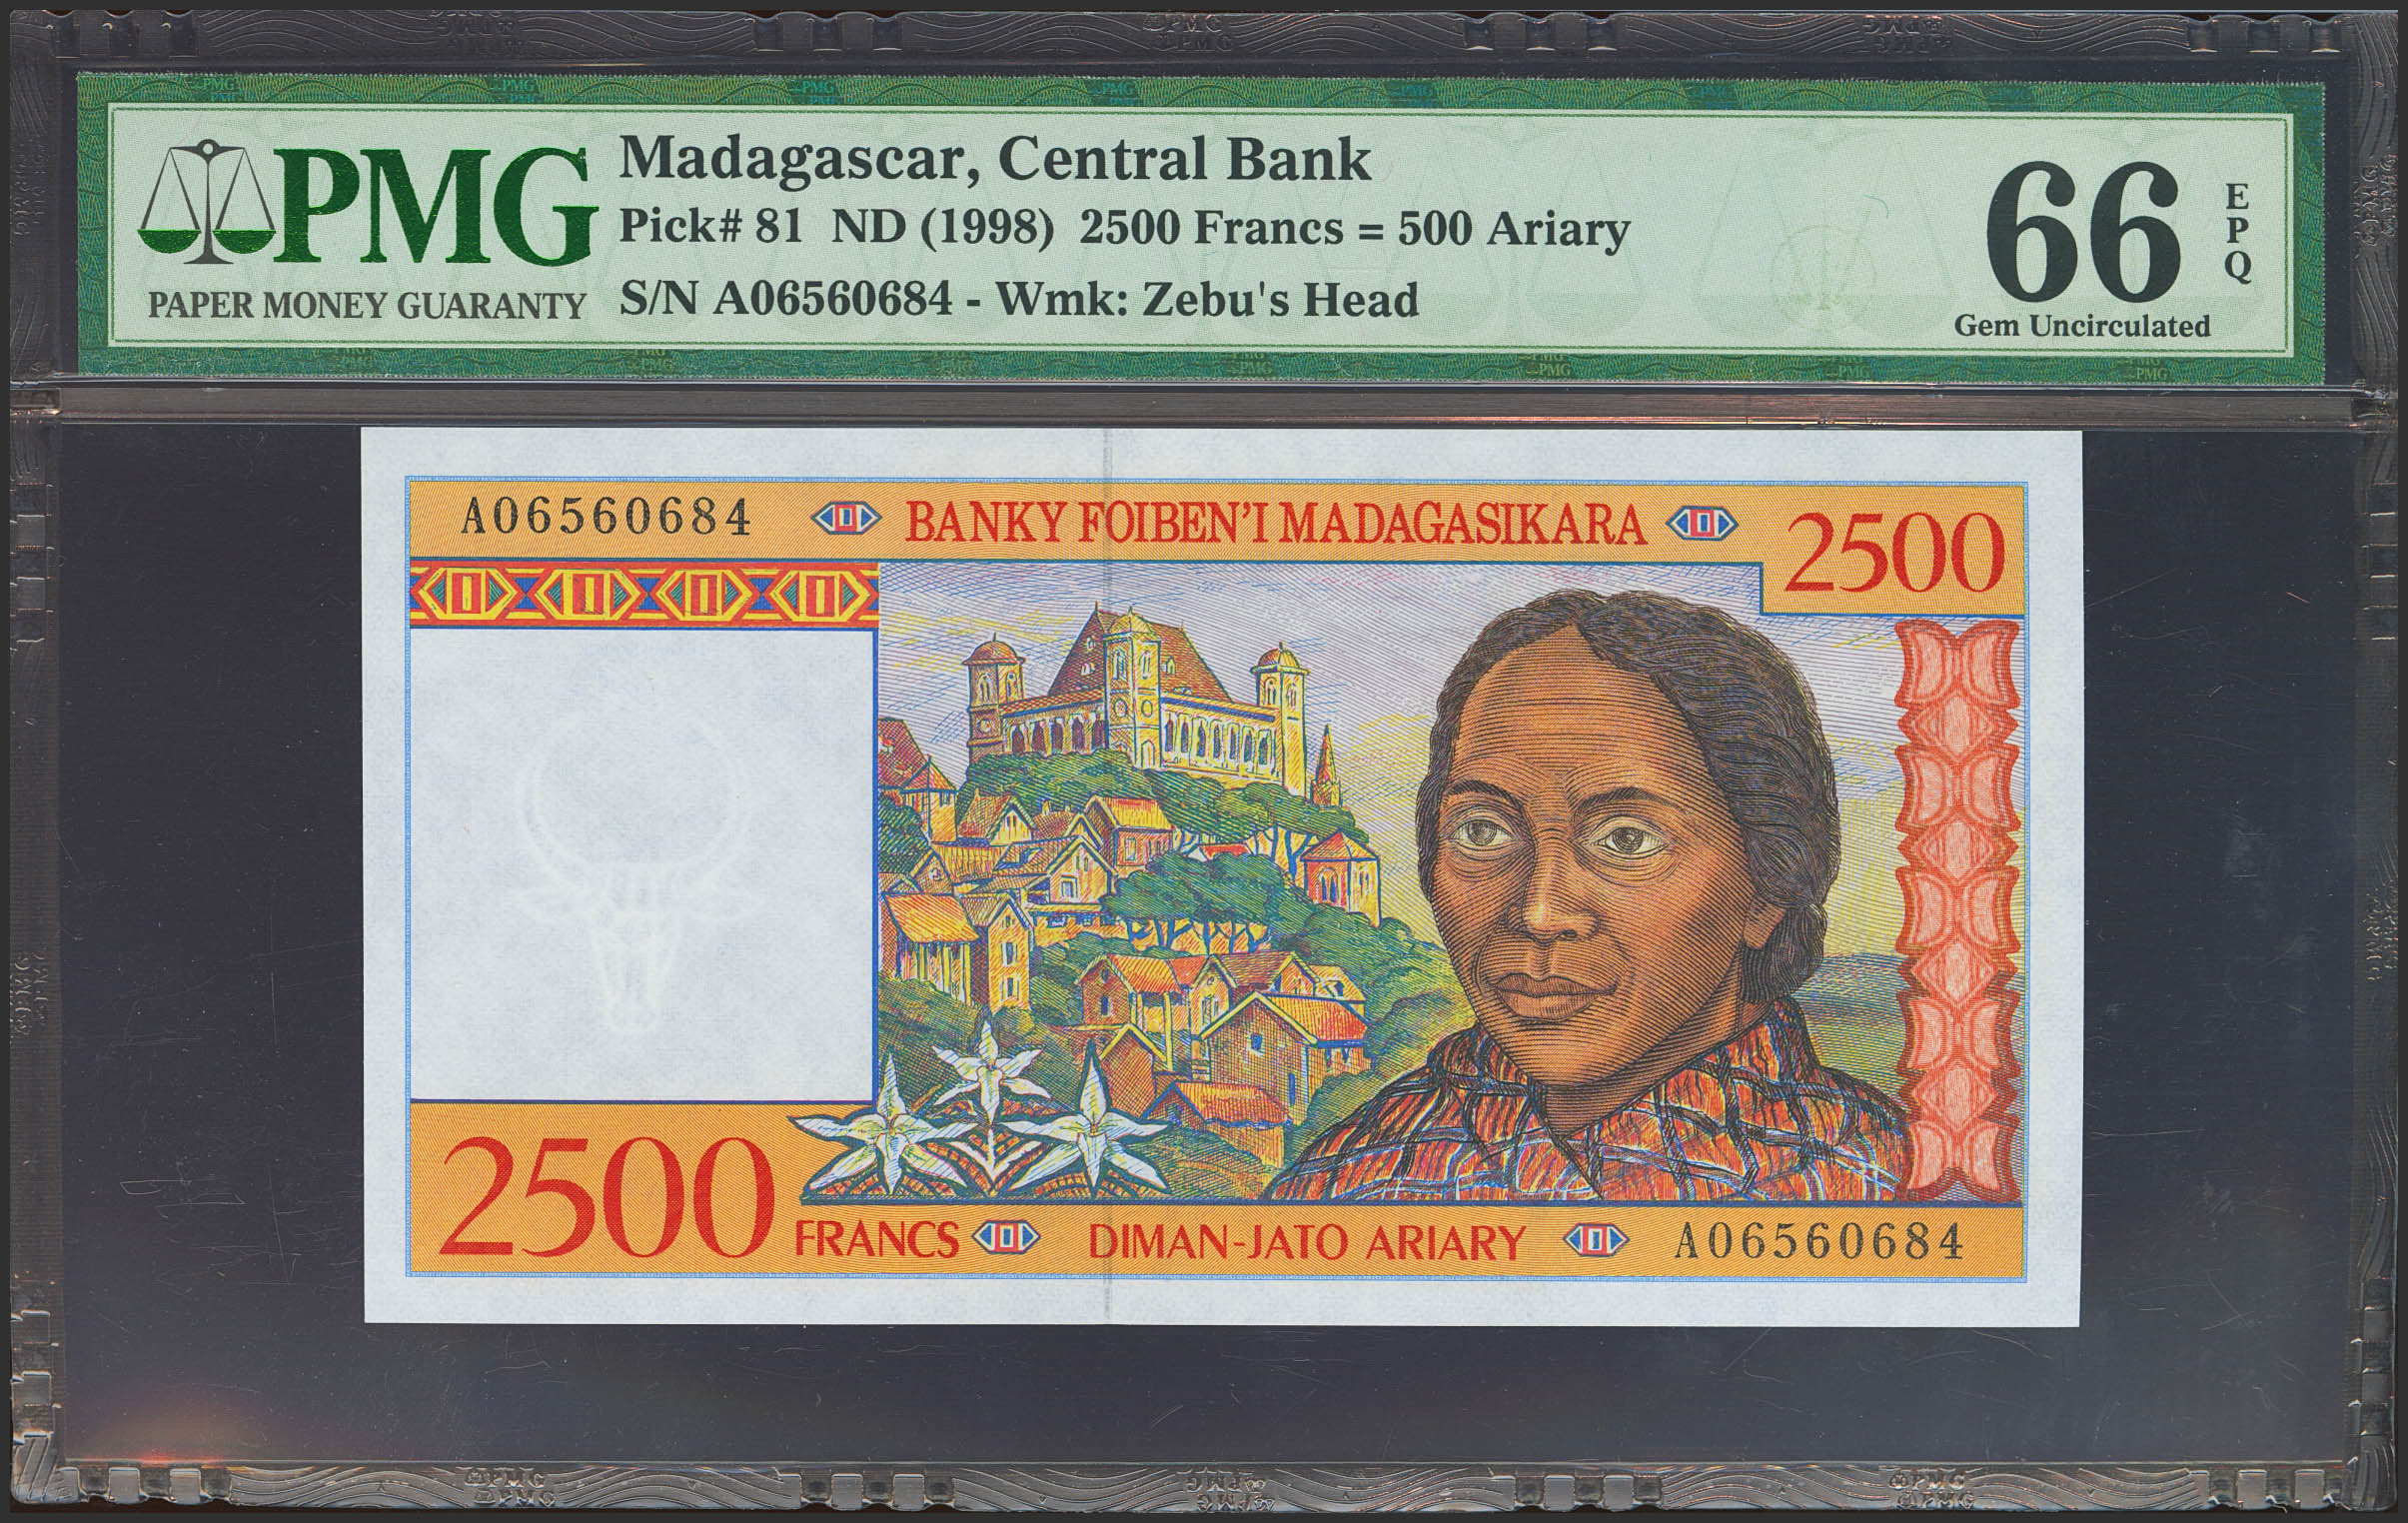 PMG
PAPER MONEY GUARANTY
Madagascar, Central Bank
Pick# 81 ND (1998) 2500 Francs = 500 Ariary
S/N A06560684 - Wmk: Zebu's Head
66
EPQ
Gem Uncirculated
A06560684
BANKY FOIBEN'I MADAGASIKARA
2500
2500
FRANCS
DIMAN-JATO ARIARY
A06560684